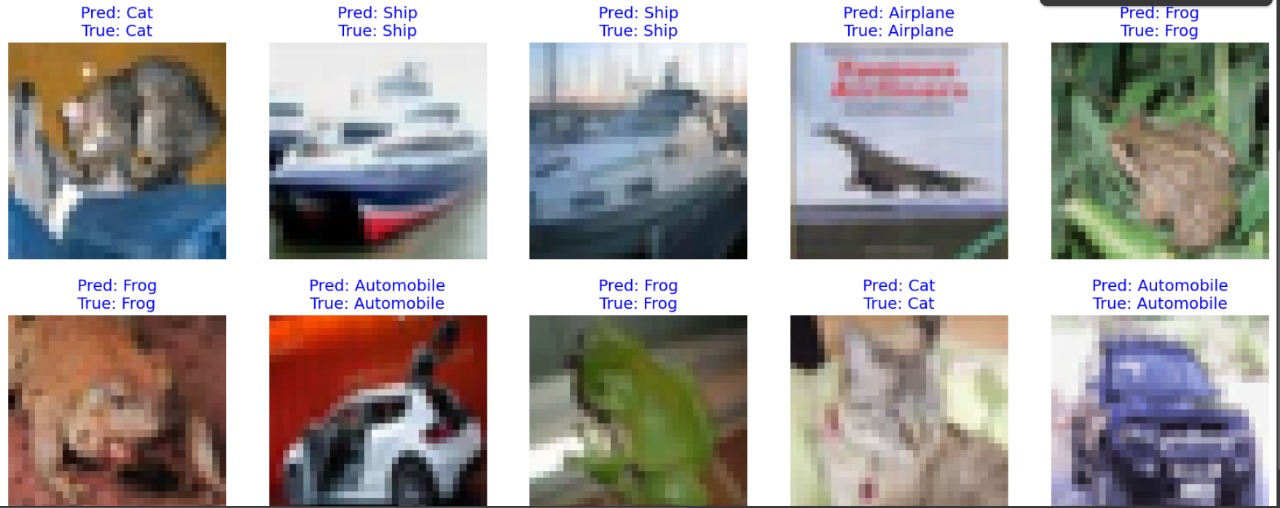 Pred: Cat
True: Cat
Pred: Ship
True: Ship
Pred: Ship
True: Ship
Pred: Airplane
True: Airplane
Pred: Frog
True: Frog
Pred: Frog
True: Frog
Pred: Automobile
True: Automobile
Pred: Frog
True: Frog
Pred: Cat
True: Cat
Pred: Automobile
True: Automobile